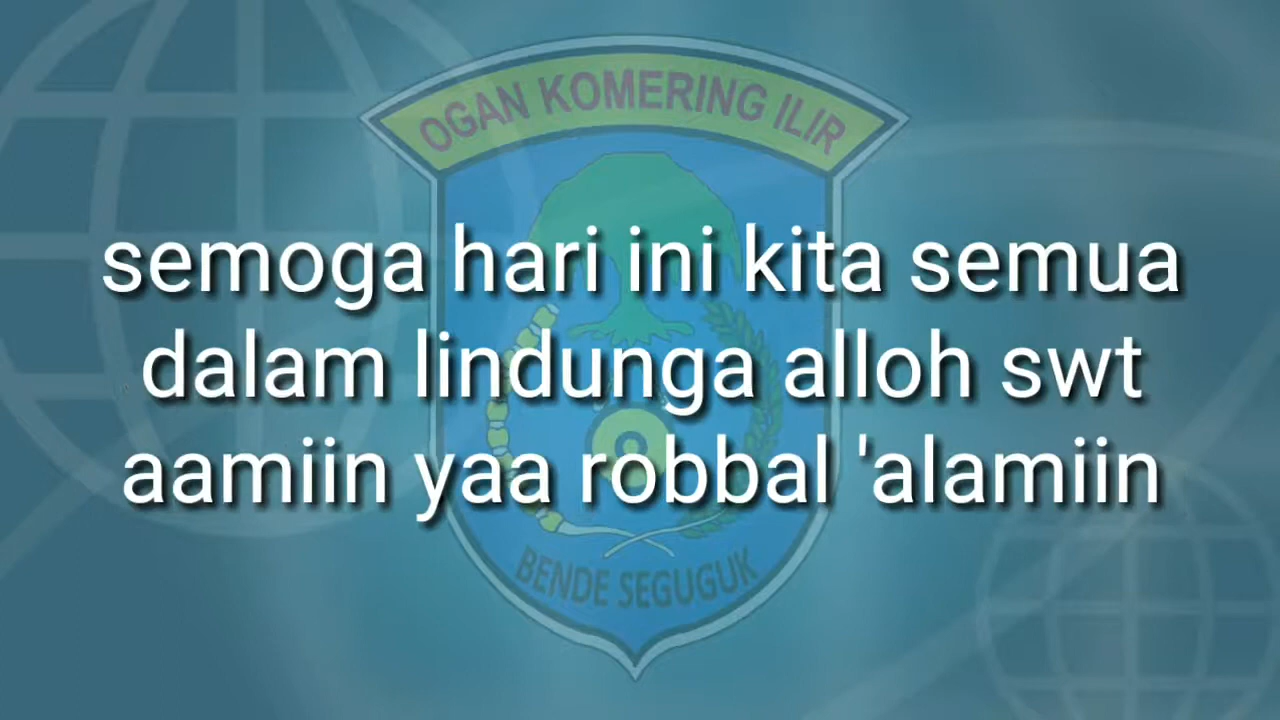 OGAN KOMERING ILIR
semoga hari ini kita semua
dalam lindunga alloh swt
aamiin yaa robbal 'alamiin
BENDE SEGUGUK